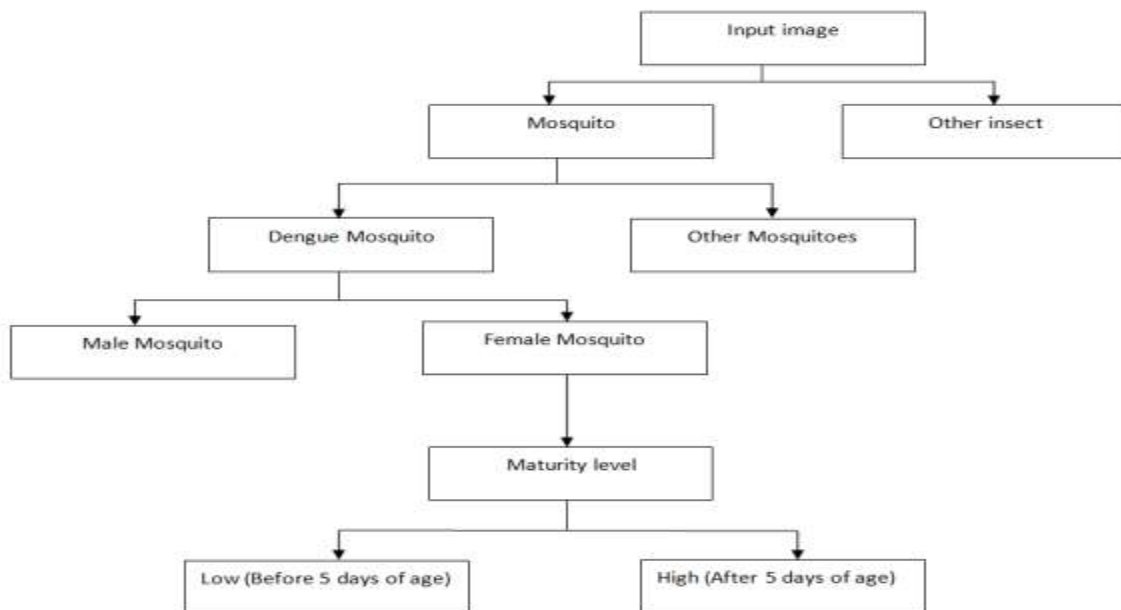 Input image
Mosquito
Other insect
Dengue Mosquito
Other Mosquitoes
Male Mosquito
Female Mosquito
Maturity level
Low (Before 5 days of age)
High (After 5 days of age)